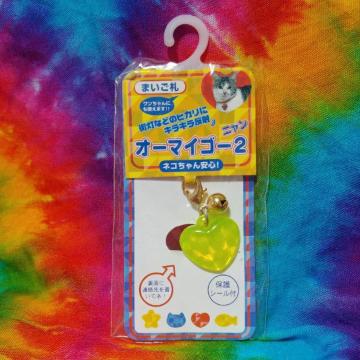 まいご札
ワンちゃんに
も使えます!!
街灯などのヒカリに
キラキラ反射♪
オーマイゴー2
ニャン
ネコちゃん安心!
裏面に
連絡先を書
いてネ!
保護
シール付